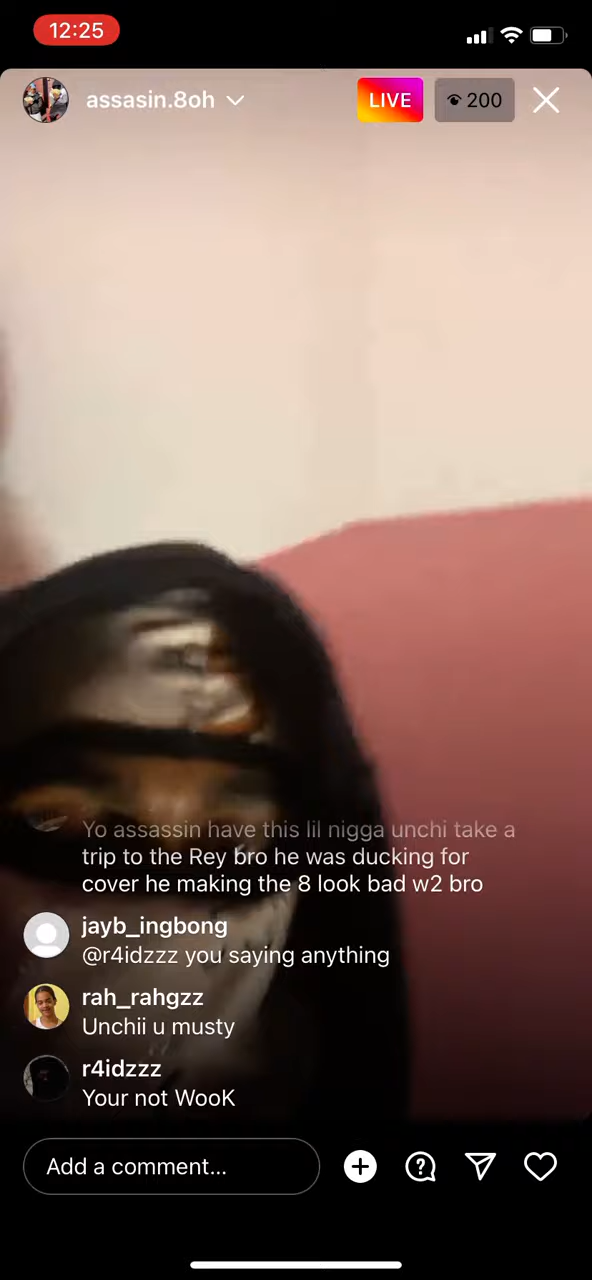 12:25
assasin.8oh
LIVE
200
Yo assassin have this lil nigga unchi take a
trip to the Rey bro he was ducking for
cover he making the 8 look bad w2 bro
jayb_ingbong
@r4idzzz you saying anything
rah_rahgzz
Unchii u musty
r4idzzz
Your not WooK
Add a comment...